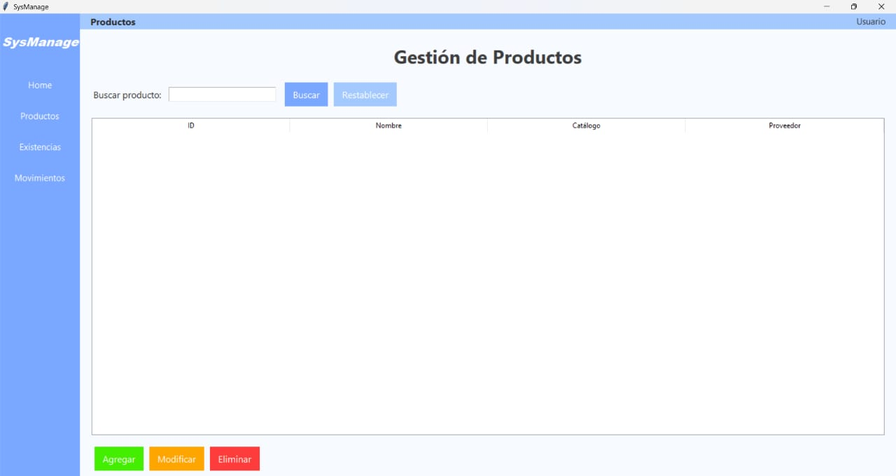 SysManage
Productos
Usuario
SysManage
Home
Productos
Existencias
Movimientos
Gestión de Productos
Buscar producto:
Buscar
Restablecer
ID Nombre Catálogo Proveedor
Agregar Modificar Eliminar